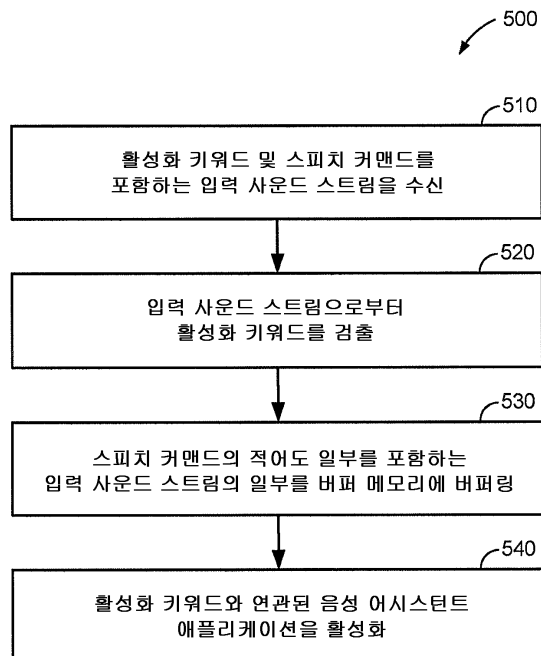 500
510
활성화 키워드 및 스피치 커맨드를
포함하는 입력 사운드 스트림을 수신
520
입력 사운드 스트림으로부터
활성화 키워드를 검출
530
스피치 커맨드의 적어도 일부를 포함하는
입력 사운드 스트림의 일부를 버퍼 메모리에 버퍼링
540
활성화 키워드와 연관된 음성 어시스턴트
애플리케이션을 활성화